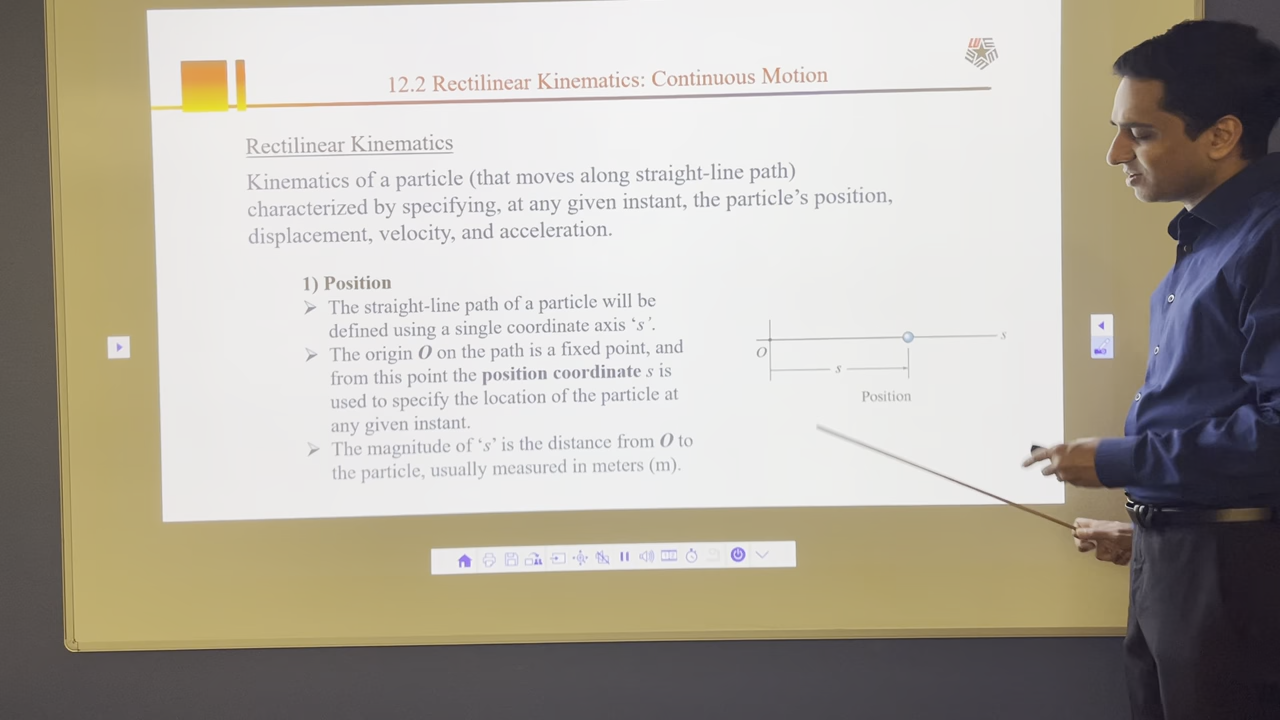 12.2 Rectilinear Kinematics: Continuous Motion
Rectilinear Kinematics
Kinematics of a particle (that moves along straight-line path)
characterized by specifying, at any given instant, the particle’s position,
displacement, velocity, and acceleration.
1) Position
➢ The straight-line path of a particle will be
defined using a single coordinate axis ‘s’.
➢ The origin O on the path is a fixed point, and
from this point the position coordinate s is
used to specify the location of the particle at
any given instant.
➢ The magnitude of ‘s’ is the distance from O to
the particle, usually measured in meters (m).
s
O
s
Position